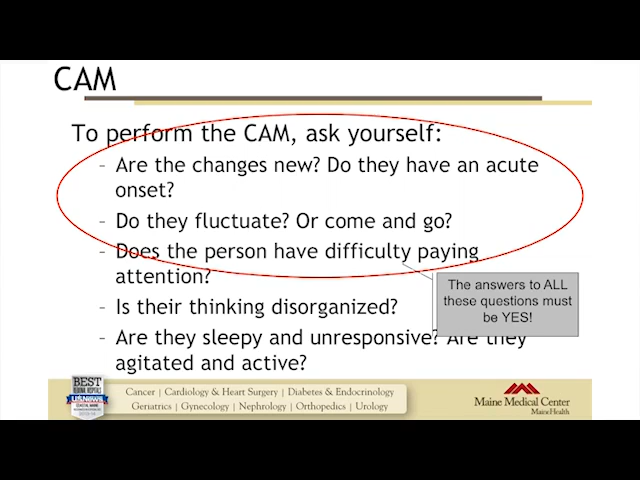 CAM
To perform the CAM, ask yourself:
- Are the changes new? Do they have an acute
onset?
- Do they fluctuate? Or come and go?
- Does the person have difficulty paying
attention?
- Is their thinking disorganized?
- Are they sleepy and unresponsive? Are they
agitated and active?
The answers to ALL
these questions must
be YES!
BEST
REGIONAL HOSPITALS
U.S.NEWS
Cancer | Cardiology & Heart Surgery | Diabetes & Endocrinology
Geriatrics | Gynecology | Nephrology | Orthopedics | Urology
Maine Medical Center
MaineHealth